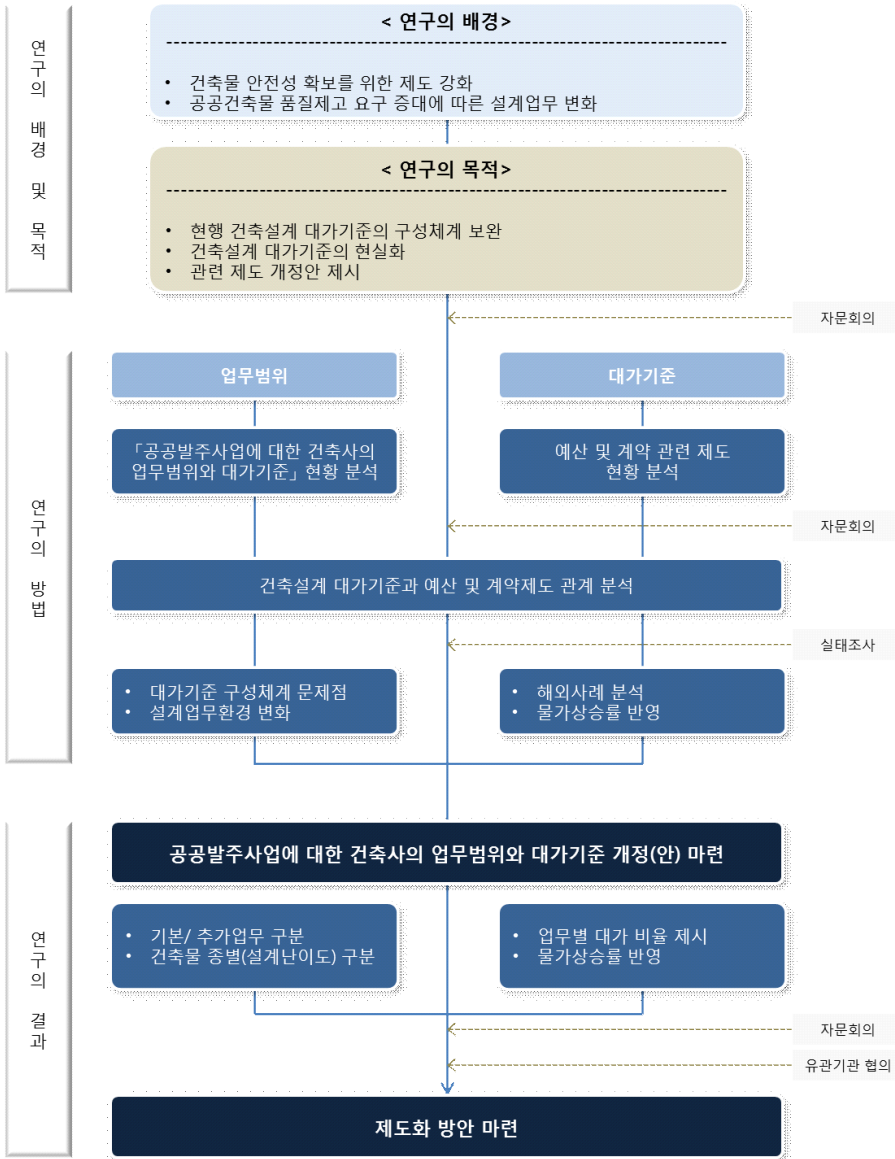 연구의 배경 및 목적
< 연구의 배경>
• 건축물 안전성 확보를 위한 제도 강화
• 공공건축물 품질제고 요구 증대에 따른 설계업무 변화
< 연구의 목적>
• 현행 건축설계 대가기준의 구성체계 보완
• 건축설계 대가기준의 현실화
• 관련 제도 개정안 제시
자문회의
연구의 방법
업무범위
대가기준
「공공발주사업에 대한 건축사의
업무범위와 대가기준」 현황 분석
예산 및 계약 관련 제도
현황 분석
자문회의
건축설계 대가기준과 예산 및 계약제도 관계 분석
실태조사
• 대가기준 구성체계 문제점
• 설계업무환경 변화
• 해외사례 분석
• 물가상승률 반영
연구의 결과
공공발주사업에 대한 건축사의 업무범위와 대가기준 개정(안) 마련
• 기본/ 추가업무 구분
• 건축물 종별(설계난이도) 구분
• 업무별 대가 비율 제시
• 물가상승률 반영
자문회의
유관기관 협의
제도화 방안 마련